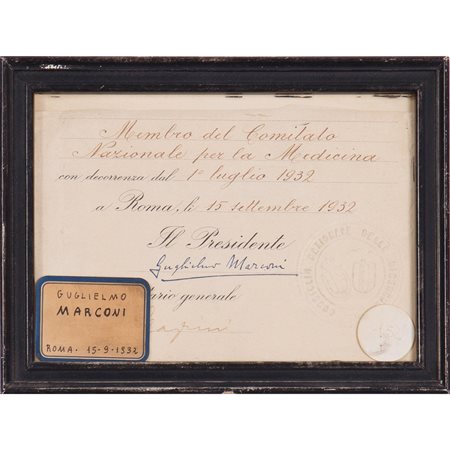 Membro del Comitato
Nazionale per la Medicina
con decorrenza dal 1° luglio 1932
a Roma, li 15 settembre 1932
Il Presidente
Guglielmo Marconi
generale
GUGLIELMO
MARCONI
ROMA. 15-9-1932